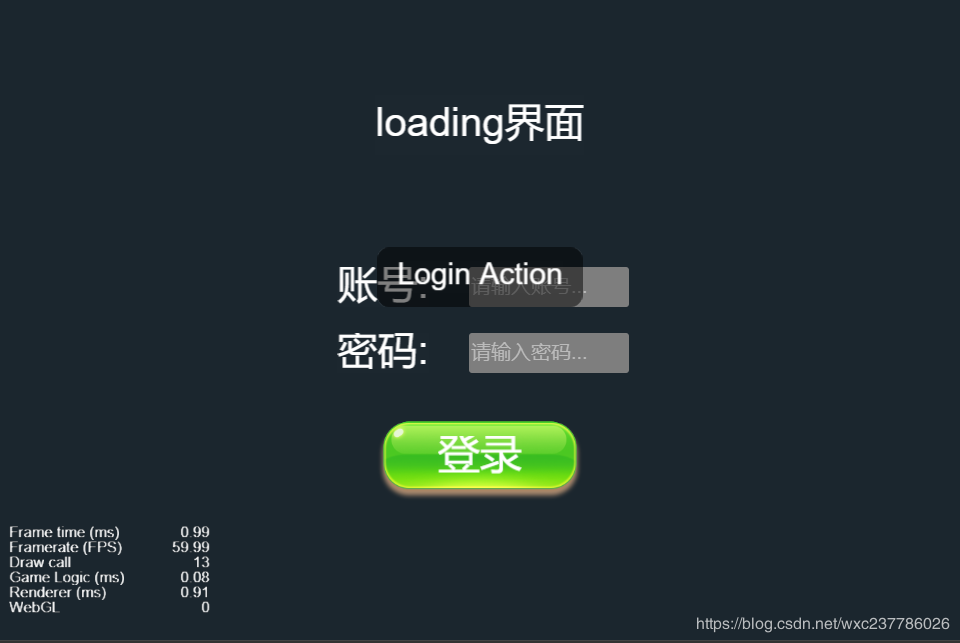 loading界面
Login Action
账号:
请输入账号...
密码:
请输入密码...
登录
Frame time (ms) 0.99
Framerate (FPS) 59.99
Draw call 13
Game Logic (ms) 0.08
Renderer (ms) 0.91
WebGL 0
https://blog.csdn.net/wxc237786026